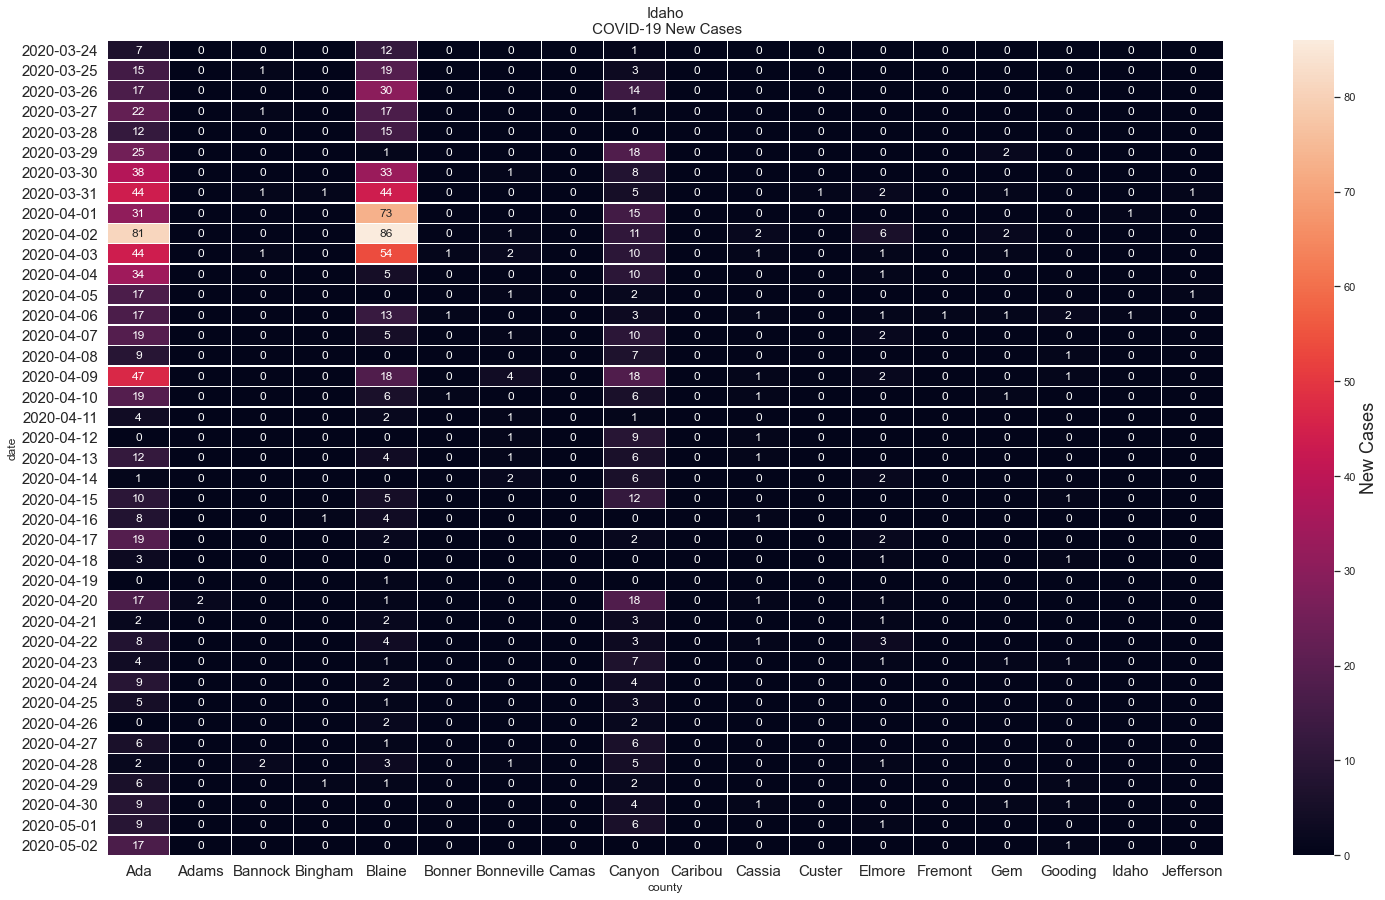 Idaho
COVID-19 New Cases
2020-03-24 7 0 0 0 12 0 0 0 1 0 0 0 0 0 0 0 0 0
2020-03-25 15 0 1 0 19 0 0 0 3 0 0 0 0 0 0 0 0 0
2020-03-26 17 0 0 0 30 0 0 0 14 0 0 0 0 0 0 0 0 0
2020-03-27 22 0 1 0 17 0 0 0 1 0 0 0 0 0 0 0 0 0
2020-03-28 12 0 0 0 15 0 0 0 0 0 0 0 0 0 0 0 0 0
2020-03-29 25 0 0 0 1 0 0 0 18 0 0 0 0 0 2 0 0 0
2020-03-30 38 0 0 0 33 0 1 0 8 0 0 0 0 0 0 0 0 0
2020-03-31 44 0 1 1 44 0 0 0 5 0 0 1 2 0 1 0 0 1
2020-04-01 31 0 0 0 73 0 0 0 15 0 0 0 0 0 0 0 1 0
2020-04-02 81 0 0 0 86 0 1 0 11 0 2 0 6 0 2 0 0 0
2020-04-03 44 0 1 0 54 1 2 0 10 0 1 0 1 0 1 0 0 0
2020-04-04 34 0 0 0 5 0 0 0 10 0 0 0 1 0 0 0 0 0
2020-04-05 17 0 0 0 0 0 1 0 2 0 0 0 0 0 0 0 0 1
2020-04-06 17 0 0 0 13 1 0 0 3 0 1 0 1 1 1 2 1 0
2020-04-07 19 0 0 0 5 0 1 0 10 0 0 0 2 0 0 0 0 0
2020-04-08 9 0 0 0 0 0 0 0 7 0 0 0 0 0 0 1 0 0
2020-04-09 47 0 0 0 18 0 4 0 18 0 1 0 2 0 0 1 0 0
2020-04-10 19 0 0 0 6 1 0 0 6 0 1 0 0 0 1 0 0 0
2020-04-11 4 0 0 0 2 0 1 0 1 0 0 0 0 0 0 0 0 0
2020-04-12 0 0 0 0 0 0 1 0 9 0 1 0 0 0 0 0 0 0
2020-04-13 12 0 0 0 4 0 1 0 6 0 1 0 0 0 0 0 0 0
2020-04-14 1 0 0 0 0 0 2 0 6 0 0 0 2 0 0 0 0 0
2020-04-15 10 0 0 0 5 0 0 0 12 0 0 0 0 0 0 1 0 0
2020-04-16 8 0 0 1 4 0 0 0 0 0 1 0 0 0 0 0 0 0
2020-04-17 19 0 0 0 2 0 0 0 2 0 0 0 2 0 0 0 0 0
2020-04-18 3 0 0 0 0 0 0 0 0 0 0 0 1 0 0 1 0 0
2020-04-19 0 0 0 0 1 0 0 0 0 0 0 0 0 0 0 0 0 0
2020-04-20 17 2 0 0 1 0 0 0 18 0 1 0 1 0 0 0 0 0
2020-04-21 2 0 0 0 2 0 0 0 3 0 0 0 1 0 0 0 0 0
2020-04-22 8 0 0 0 4 0 0 0 3 0 1 0 3 0 0 0 0 0
2020-04-23 4 0 0 0 1 0 0 0 7 0 0 0 1 0 1 1 0 0
2020-04-24 9 0 0 0 2 0 0 0 4 0 0 0 0 0 0 0 0 0
2020-04-25 5 0 0 0 1 0 0 0 3 0 0 0 0 0 0 0 0 0
2020-04-26 0 0 0 0 2 0 0 0 2 0 0 0 0 0 0 0 0 0
2020-04-27 6 0 0 0 1 0 0 0 6 0 0 0 0 0 0 0 0 0
2020-04-28 2 0 2 0 3 0 1 0 5 0 0 0 1 0 0 0 0 0
2020-04-29 6 0 0 1 1 0 0 0 2 0 0 0 0 0 0 1 0 0
2020-04-30 9 0 0 0 0 0 0 0 4 0 1 0 0 0 1 1 0 0
2020-05-01 9 0 0 0 0 0 0 0 6 0 0 0 1 0 0 0 0 0
2020-05-02 17 0 0 0 0 0 0 0 0 0 0 0 0 0 0 1 0 0
Ada Adams Bannock Bingham Blaine Bonner Bonneville Camas Canyon Caribou Cassia Custer Elmore Fremont Gem Gooding Idaho Jefferson
county
date
80
70
60
50
40
30
20
10
0
New Cases